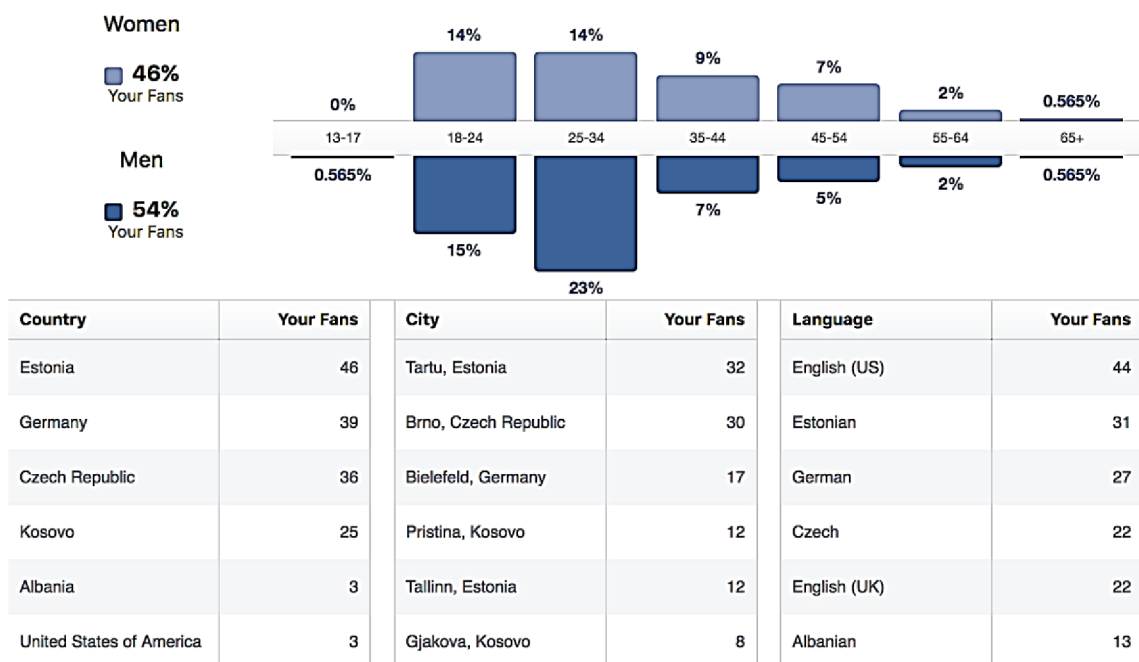 Women
46%
Your Fans
14% 14% 9% 7% 2% 0% 0.565%
13-17 18-24 25-34 35-44 45-54 55-64 65+
Men
54%
Your Fans
0.565% 15% 23% 7% 5% 2% 0.565%
Country Your Fans City Your Fans Language Your Fans
Estonia 46 Tartu, Estonia 32 English (US) 44
Germany 39 Brno, Czech Republic 30 Estonian 31
Czech Republic 36 Bielefeld, Germany 17 German 27
Kosovo 25 Pristina, Kosovo 12 Czech 22
Albania 3 Tallinn, Estonia 12 English (UK) 22
United States of America 3 Gjakova, Kosovo 8 Albanian 13